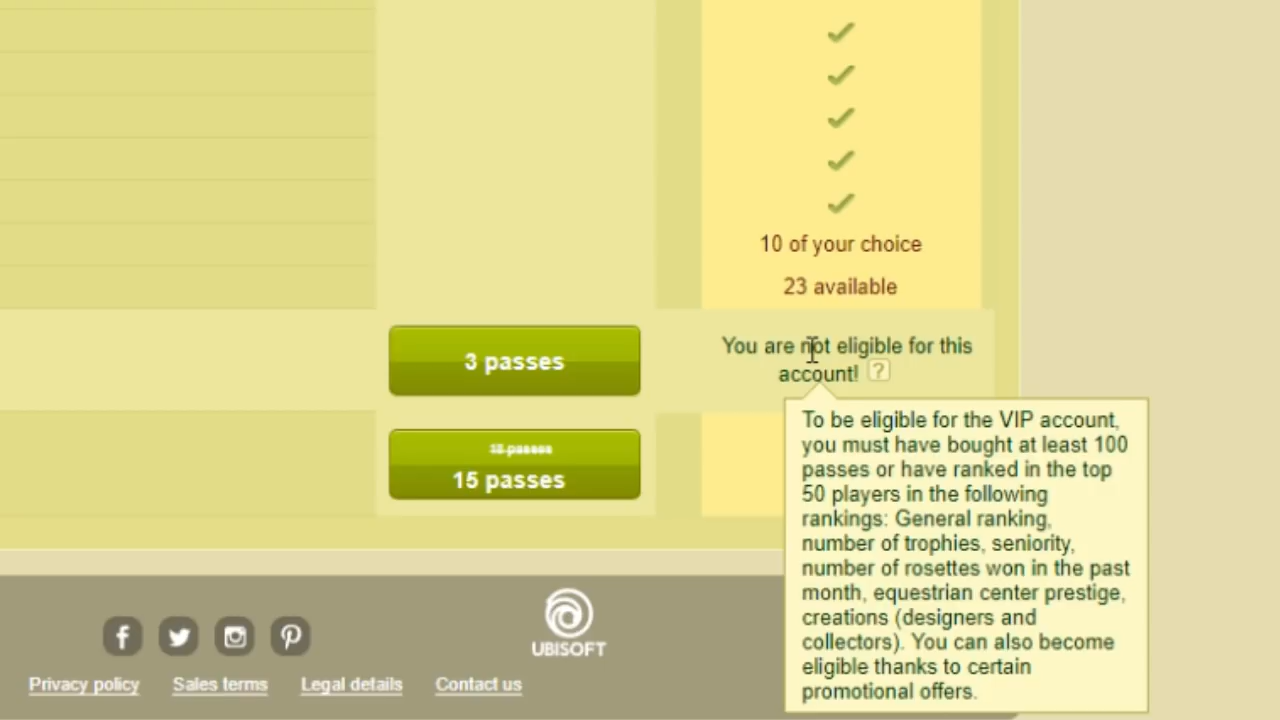 10 of your choice
23 available
3 passes
You are not eligible for this
account! ?
15 passes
To be eligible for the VIP account,
you must have bought at least 100
passes or have ranked in the top
50 players in the following
rankings: General ranking,
number of trophies, seniority,
number of rosettes won in the past
month, equestrian center prestige,
creations (designers and
collectors). You can also become
eligible thanks to certain
promotional offers.
UBISOFT
Privacy policy
Sales terms
Legal details
Contact us